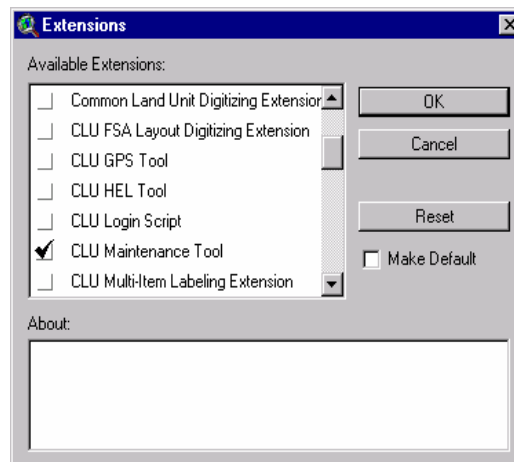 Extensions
Available Extensions:
Common Land Unit Digitizing Extension
CLU FSA Layout Digitizing Extension
CLU GPS Tool
CLU HEL Tool
CLU Login Script
CLU Maintenance Tool
CLU Multi-Item Labeling Extension
OK
Cancel
Reset
Make Default
About: